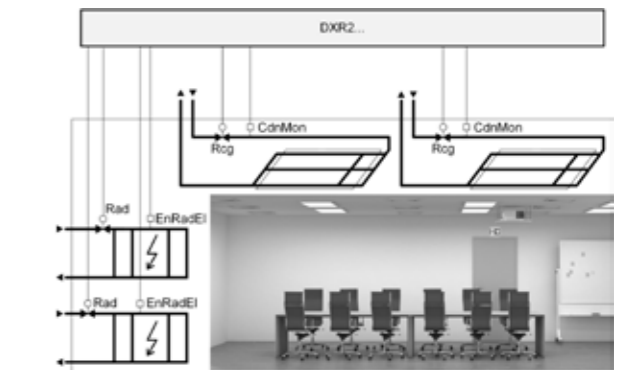 DXR2...
CdnMon
CdnMon
Rcg
Rcg
Rad
EnRadEl
Rad
EnRadEl